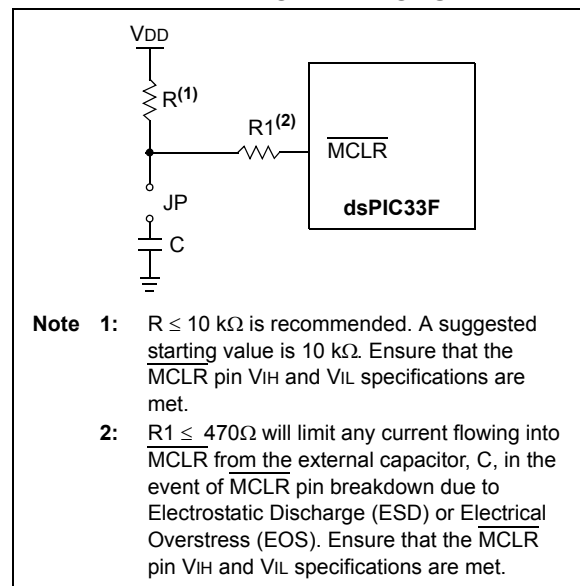 VDD
R(1)
R1(2)
MCLR
JP
dsPIC33F
C
Note 1: R ≤ 10 kΩ is recommended. A suggested
starting value is 10 kΩ. Ensure that the
MCLR pin VIH and VIL specifications are
met.
2: R1 ≤ 470Ω will limit any current flowing into
MCLR from the external capacitor, C, in the
event of MCLR pin breakdown due to
Electrostatic Discharge (ESD) or Electrical
Overstress (EOS). Ensure that the MCLR
pin VIH and VIL specifications are met.